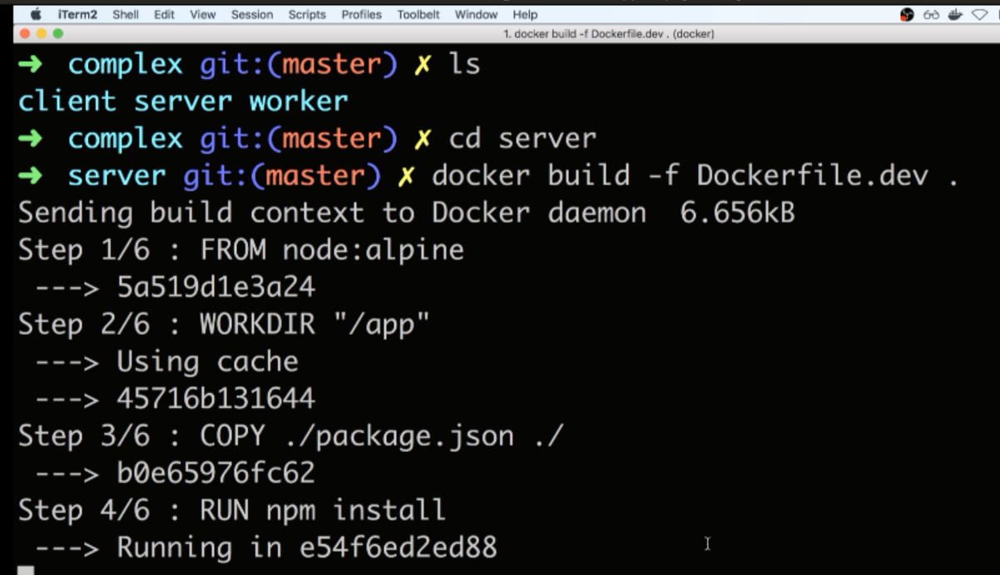 iTerm2 Shell Edit View Session Scripts Profiles Toolbelt Window Help
1. docker build -f Dockerfile.dev . (docker)
➜ complex git:(master) ✗ ls
client server worker
➜ complex git:(master) ✗ cd server
➜ server git:(master) ✗ docker build -f Dockerfile.dev .
Sending build context to Docker daemon 6.656kB
Step 1/6 : FROM node:alpine
---> 5a519d1e3a24
Step 2/6 : WORKDIR "/app"
---> Using cache
---> 45716b131644
Step 3/6 : COPY ./package.json ./
---> b0e65976fc62
Step 4/6 : RUN npm install
---> Running in e54f6ed2ed88